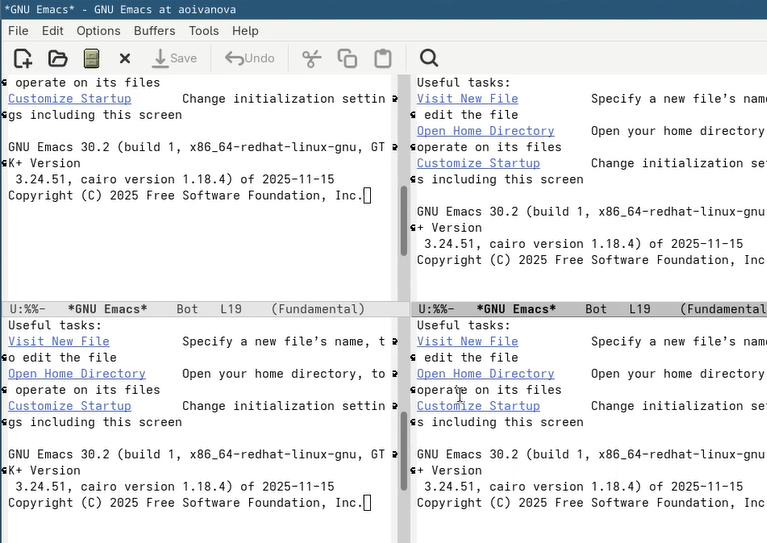 *GNU Emacs* - GNU Emacs at aoivanova
File Edit Options Buffers Tools Help
Save Undo
operate on its files
Customize Startup Change initialization settin
gs including this screen
GNU Emacs 30.2 (build 1, x86_64-redhat-linux-gnu, GT
K+ Version
3.24.51, cairo version 1.18.4) of 2025-11-15
Copyright (C) 2025 Free Software Foundation, Inc.
U:%%- *GNU Emacs* Bot L19 (Fundamental)
Useful tasks:
Visit New File Specify a new file’s name
edit the file
Open Home Directory Open your home directory
operate on its files
Customize Startup Change initialization se
s including this screen
GNU Emacs 30.2 (build 1, x86_64-redhat-linux-gnu
+ Version
3.24.51, cairo version 1.18.4) of 2025-11-15
Copyright (C) 2025 Free Software Foundation, Inc
U:%%- *GNU Emacs* Bot L19 (Fundamental
Useful tasks:
Visit New File Specify a new file’s name, t
o edit the file
Open Home Directory Open your home directory, to
operate on its files
Customize Startup Change initialization settin
gs including this screen
GNU Emacs 30.2 (build 1, x86_64-redhat-linux-gnu, GT
K+ Version
3.24.51, cairo version 1.18.4) of 2025-11-15
Copyright (C) 2025 Free Software Foundation, Inc.
Useful tasks:
Visit New File Specify a new file’s name
edit the file
Open Home Directory Open your home directory
operate on its files
Customize Startup Change initialization se
s including this screen
GNU Emacs 30.2 (build 1, x86_64-redhat-linux-gnu
+ Version
3.24.51, cairo version 1.18.4) of 2025-11-15
Copyright (C) 2025 Free Software Foundation, Inc